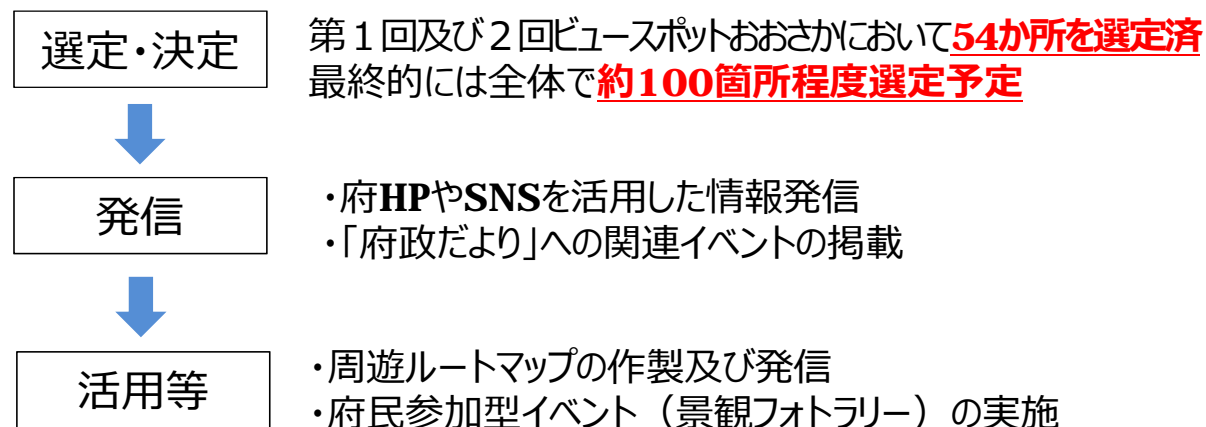 選定・決定
第１回及び２回ビュースポットおおさかにおいて54か所を選定済
最終的には全体で約100箇所程度選定予定
発信
・府HPやSNSを活用した情報発信
・「府政だより」への関連イベントの掲載
活用等
・周遊ルートマップの作製及び発信
・府民参加型イベント（景観フォトラリー）の実施